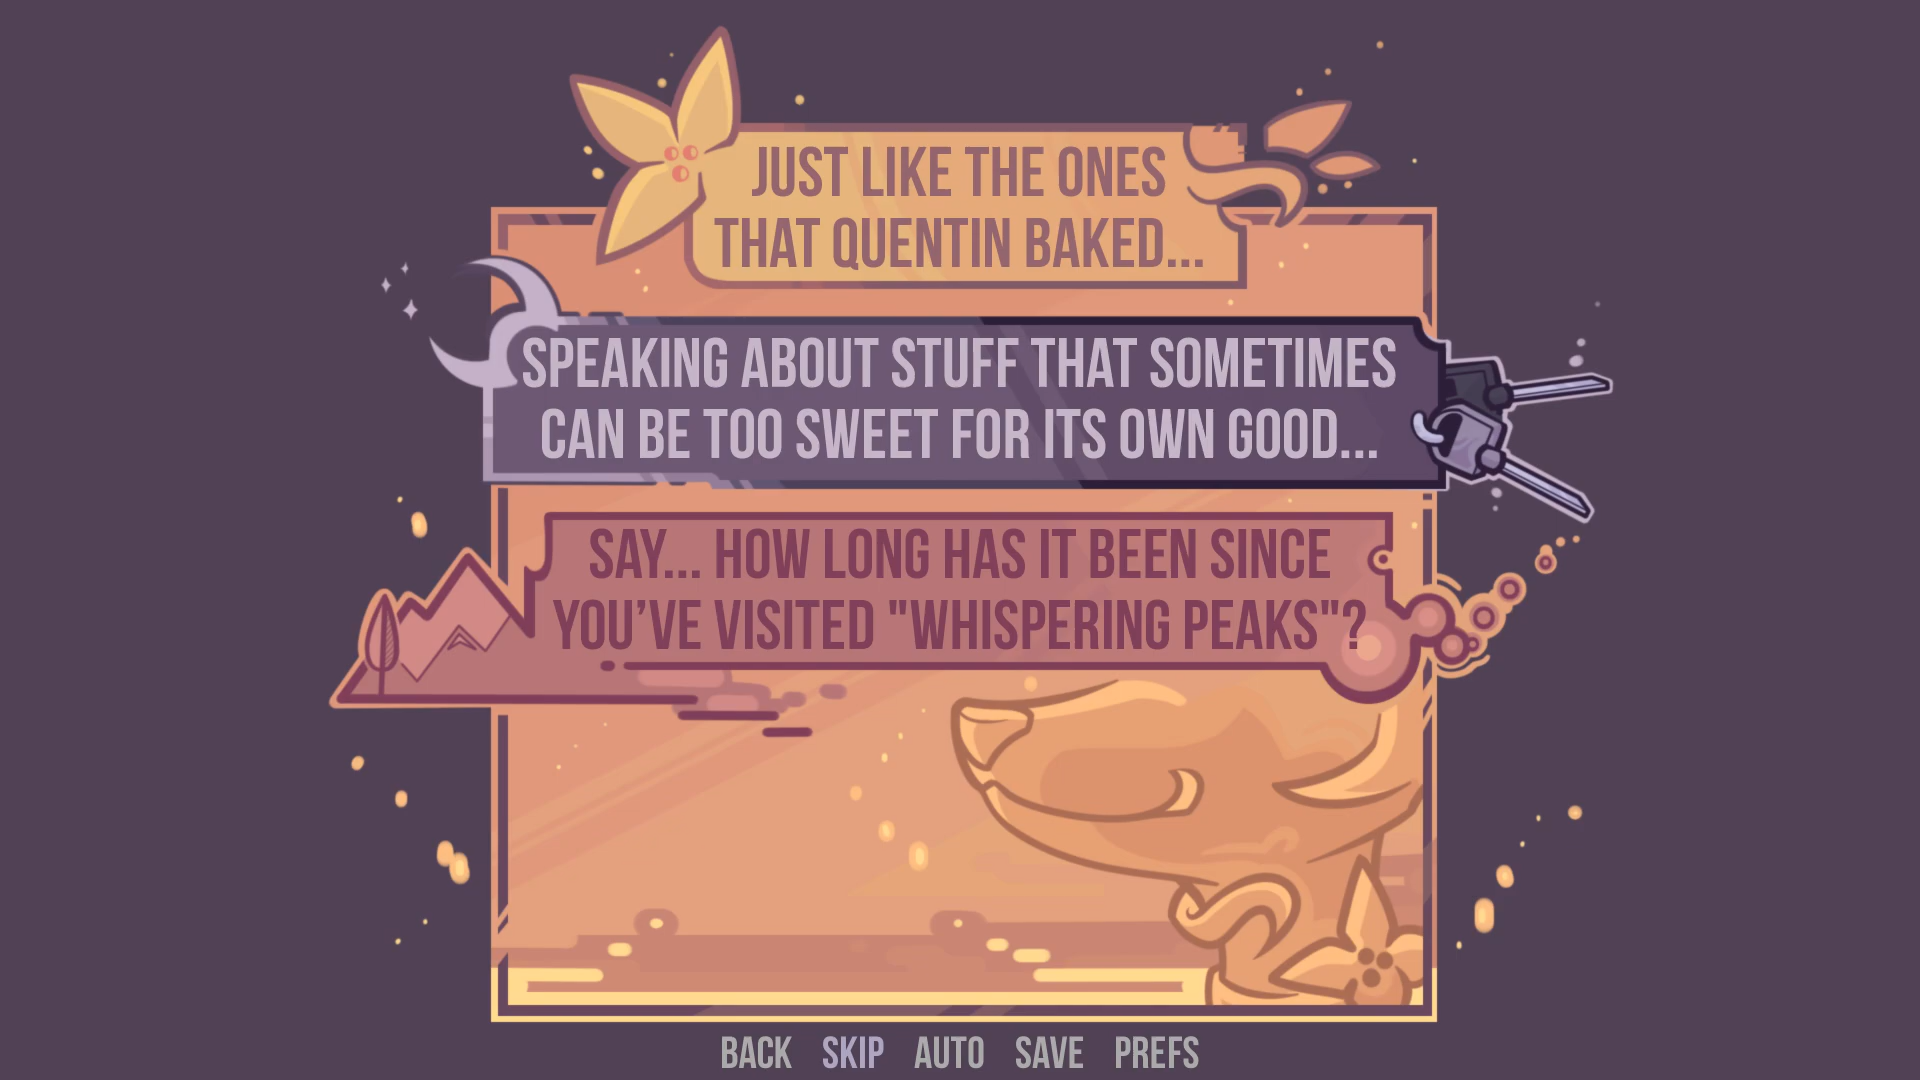 JUST LIKE THE ONES
THAT QUENTIN BAKED...
SPEAKING ABOUT STUFF THAT SOMETIMES
CAN BE TOO SWEET FOR ITS OWN GOOD...
SAY... HOW LONG HAS IT BEEN SINCE
YOU’VE VISITED "WHISPERING PEAKS"?
BACK SKIP AUTO SAVE PREFS